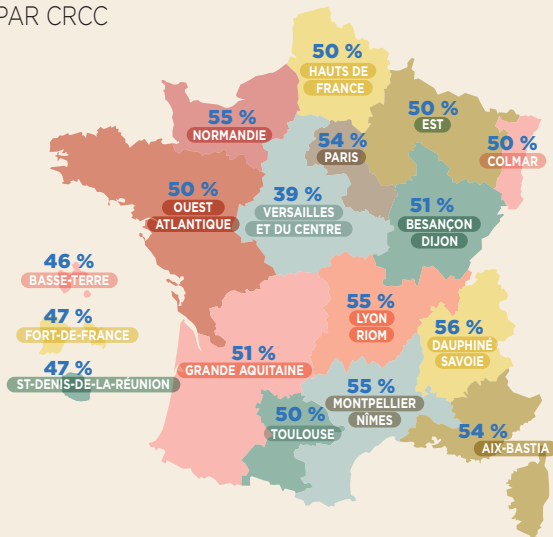 PAR CRCC
50 %
HAUTS DE
FRANCE
55 %
NORMANDIE
54 %
PARIS
50 %
EST
50 %
COLMAR
50 %
OUEST
ATLANTIQUE
39 %
VERSAILLES
ET DU CENTRE
51 %
BESANÇON
DIJON
46 %
BASSE-TERRE
47 %
FORT-DE-FRANCE
47 %
ST-DENIS-DE-LA-RÉUNION
51 %
GRANDE AQUITAINE
55 %
LYON
RIOM
56 %
DAUPHINÉ
SAVOIE
55 %
MONTPELLIER
NÎMES
50 %
TOULOUSE
54 %
AIX-BASTIA